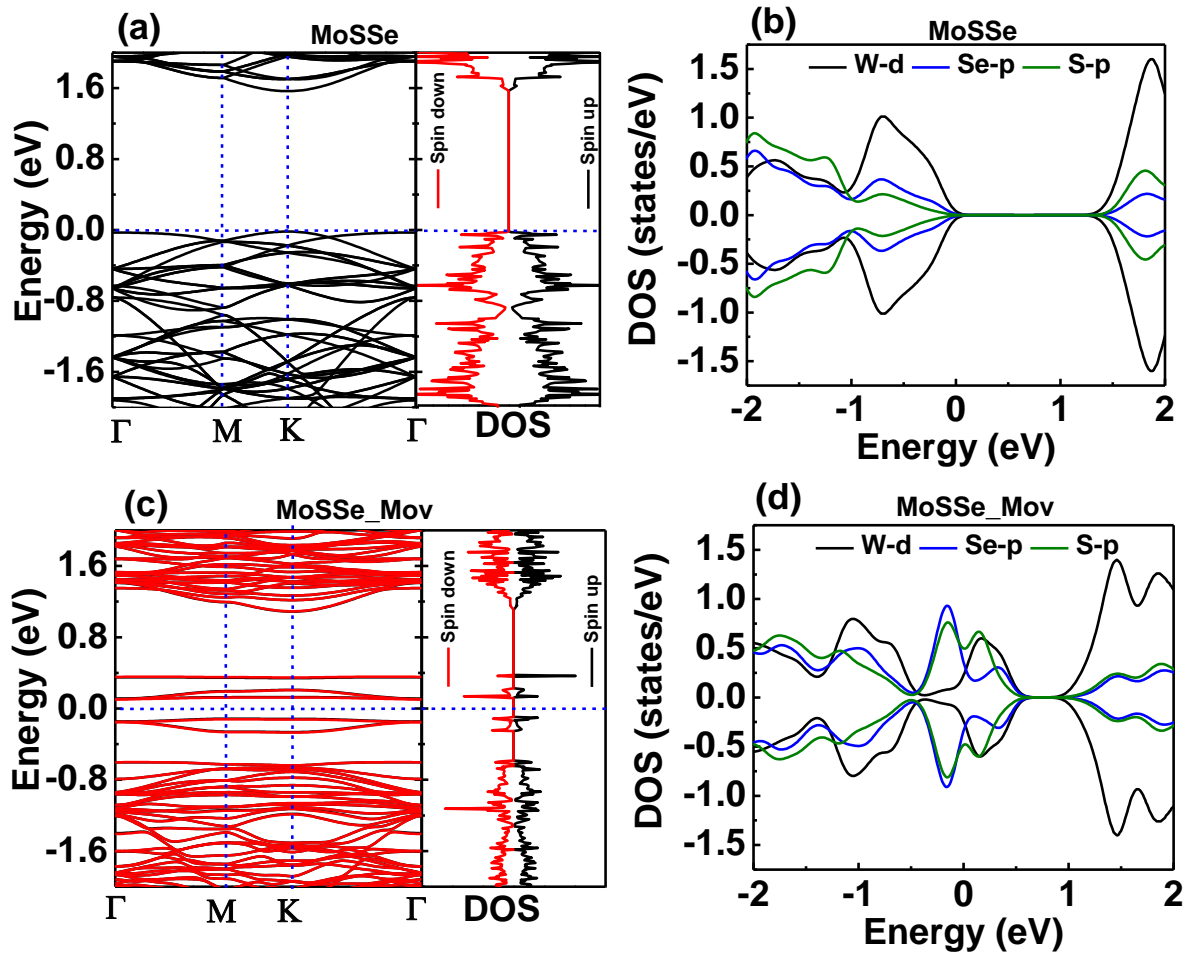 (a)
MoSSe
Energy (eV)
1.6
0.8
0.0
-0.8
-1.6
Γ M K Γ
Spin down
Spin up
DOS
(b)
MoSSe
W-d Se-p S-p
DOS (states/eV)
1.5
1.0
0.5
0.0
-0.5
-1.0
-1.5
-2 -1 0 1 2
Energy (eV)
(c)
MoSSe_Mov
Energy (eV)
1.6
0.8
0.0
-0.8
-1.6
Γ M K Γ
Spin down
Spin up
DOS
(d)
MoSSe_Mov
W-d Se-p S-p
DOS (states/eV)
1.5
1.0
0.5
0.0
-0.5
-1.0
-1.5
-2 -1 0 1 2
Energy (eV)